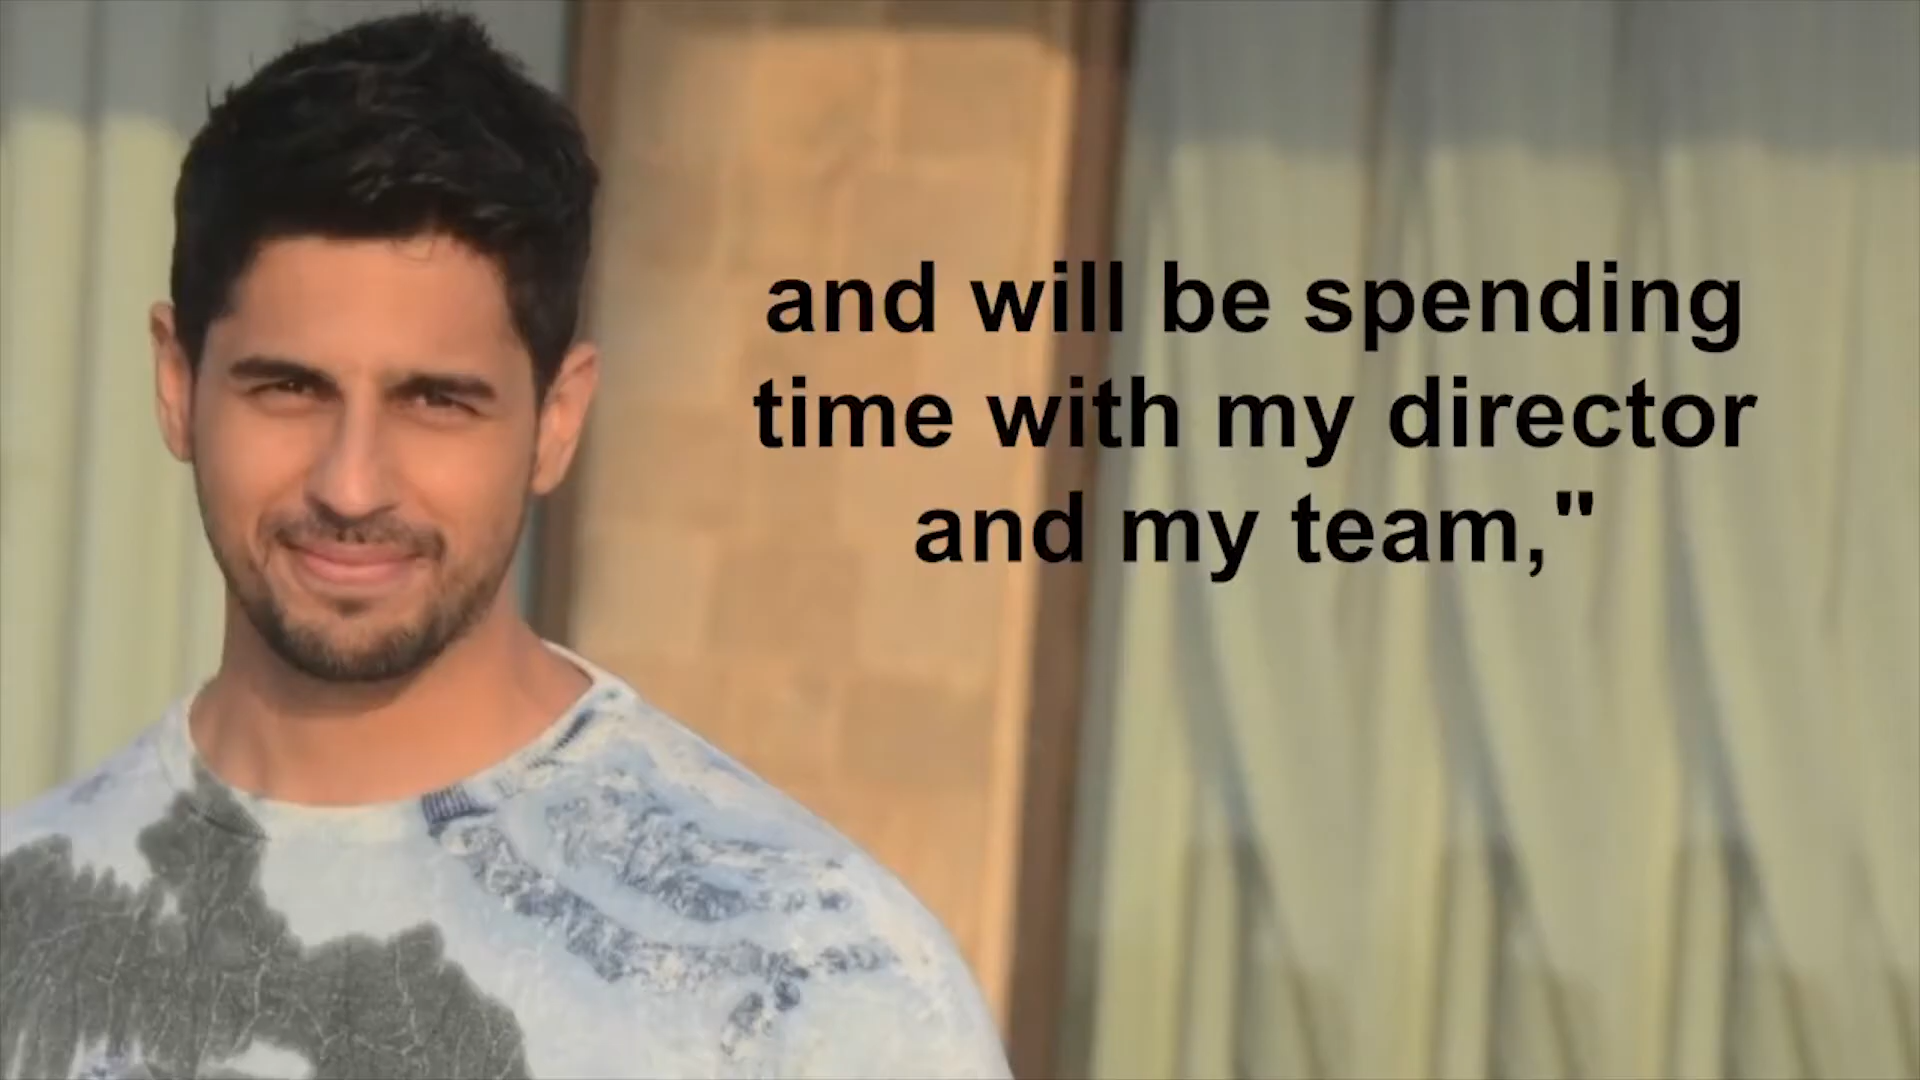 and will be spending
time with my director
and my team,"